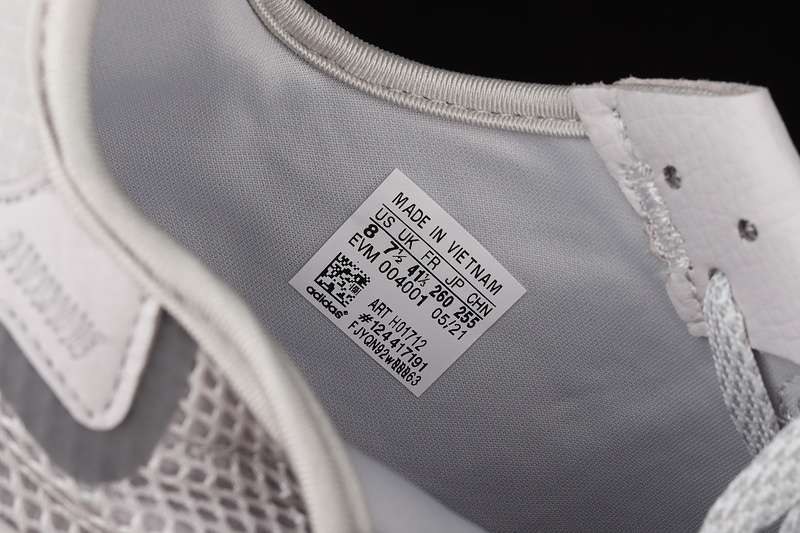 MADE IN VIETNAM
US UK FR JP CHN
8 7½ 41⅓ 260 255
EVM 004001 05/21
adidas
ART H01712
#124417191